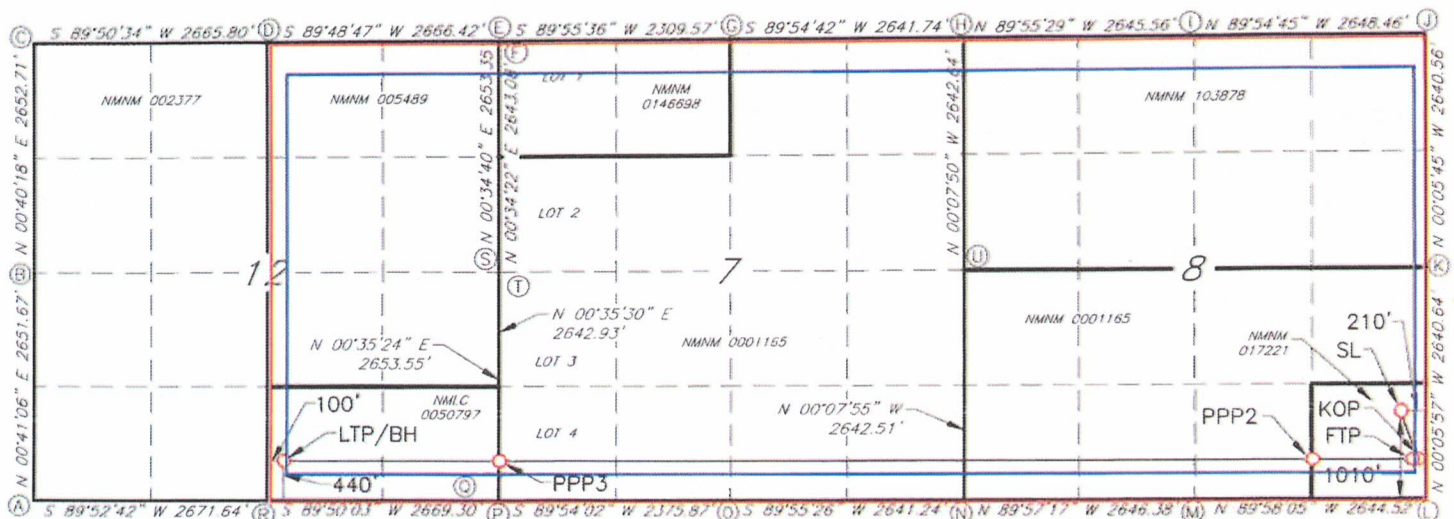 C S 89°50'34" W 2665.80' D S 89°48'47" W 2666.42' E S 89°55'36" W 2309.57' G S 89°54'42" W 2641.74' H N 89°55'29" W 2645.56' I N 89°54'45" W 2648.46' J
F
LOT 1
NMNM 002377
NMNM 005489
NMNM
0146698
NMNM 103878
N 00°40'18" E 2652.71'
N 00°34'40" E 2653.35'
N 00°34'22" E 2643.08'
N 00°07'50" W 2642.64'
N 00°05'45" W 2640.56'
LOT 2
B
12
S
T
7
U
8
K
N 00°35'30" E
2642.93'
NMNM 0001165
NMNM 0001165
N 00°35'24" E
2653.55'
LOT 3
NMNM
017221
210'
SL
N 00°41'06" E 2651.67'
NMLC
0050797
100'
LTP/BH
LOT 4
N 00°07'55" W
2642.51'
PPP2
KOP
FTP
N 00°05'57" W 2640.64'
440'
Q
PPP3
1010'
A S 89°52'42" W 2671.64' R S 89°50'03" W 2669.30' P S 89°54'02" W 2375.87' O S 89°55'26" W 2641.24' N N 89°57'17" W 2646.38' M N 89°58'05" W 2644.52' L